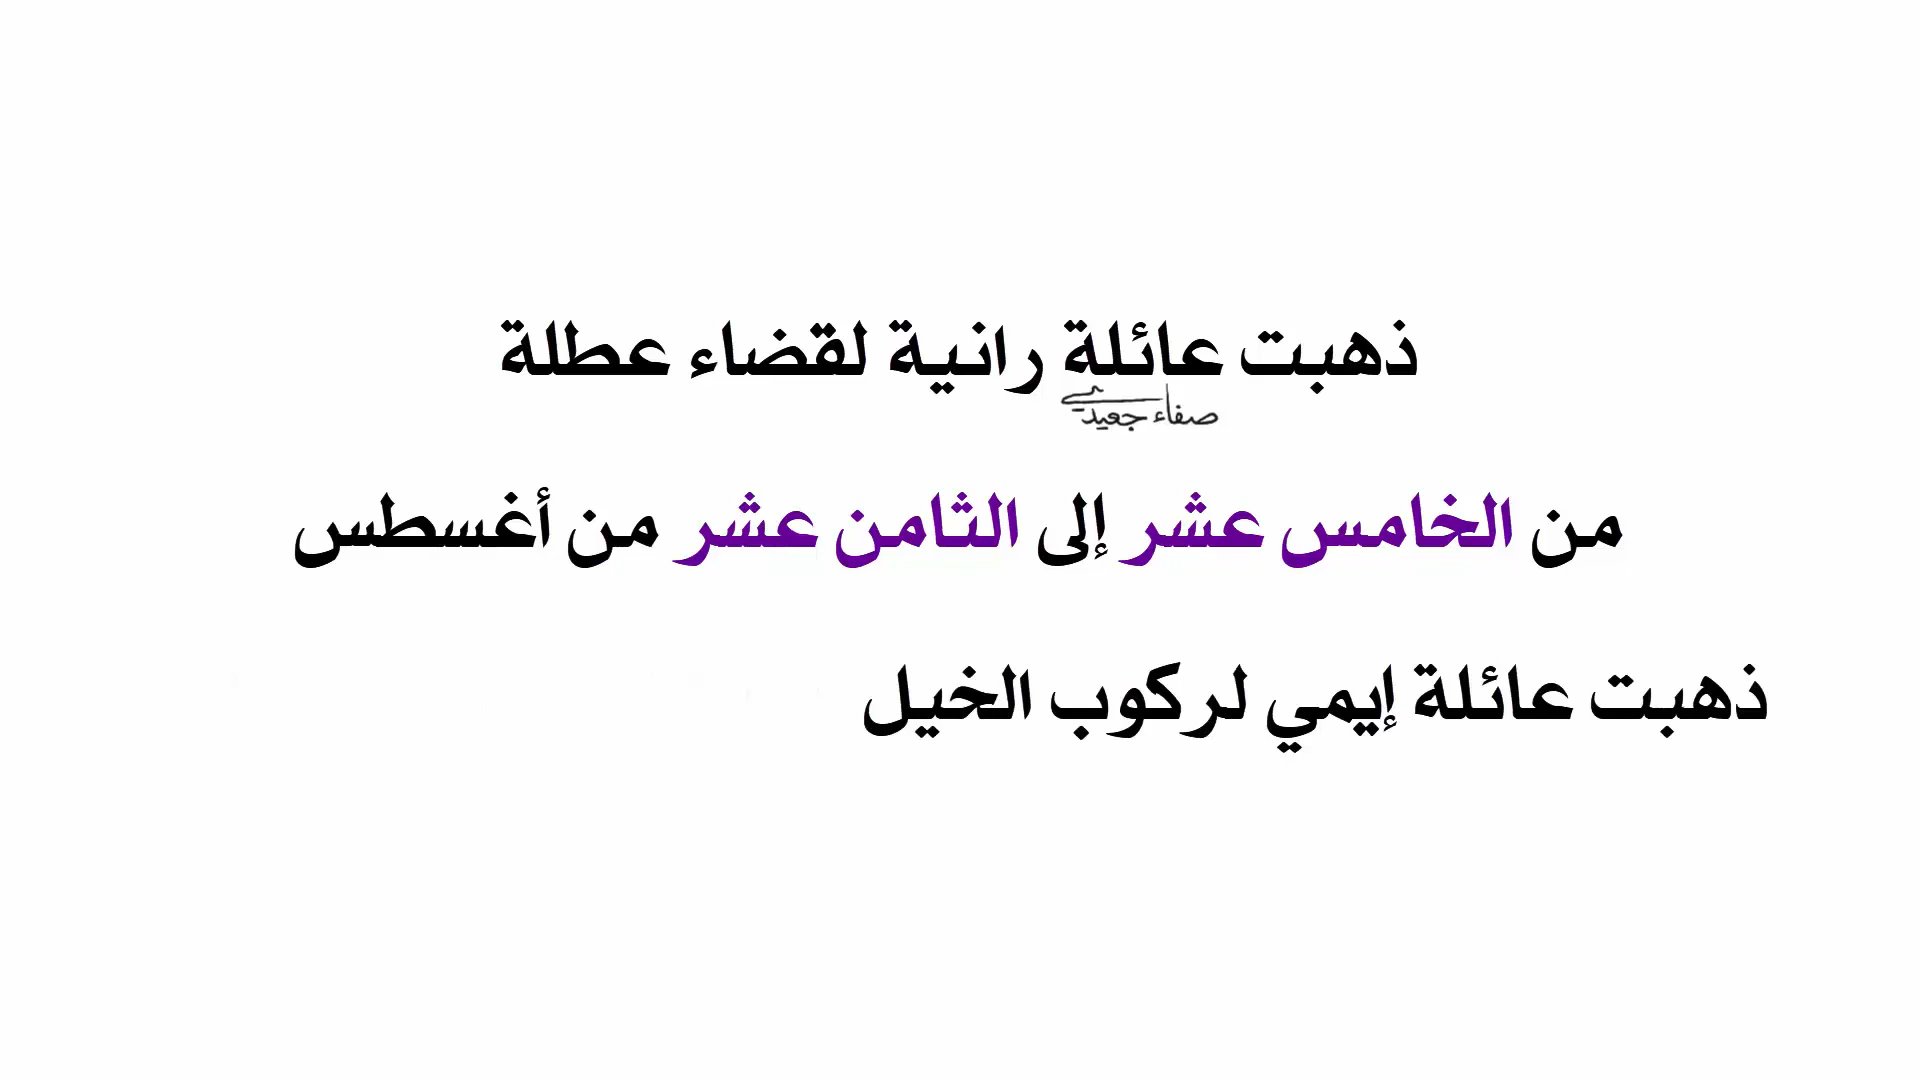 ذهبت عائلة رانية لقضاء عطلة
صفاء جعيدي
من الخامس عشر إلى الثامن عشر من أغسطس
ذهبت عائلة إيمي لركوب الخيل